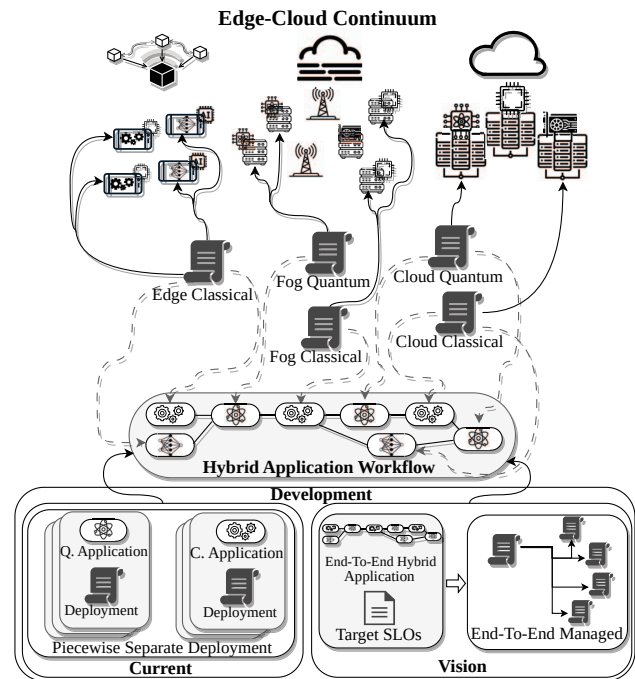 Edge-Cloud Continuum
Edge Classical
Fog Quantum
Cloud Quantum
Fog Classical
Cloud Classical
Hybrid Application Workflow
Development
Q. Application
Deployment
C. Application
Deployment
Piecewise Separate Deployment
Current
End-To-End Hybrid
Application
Target SLOs
End-To-End Managed
Vision